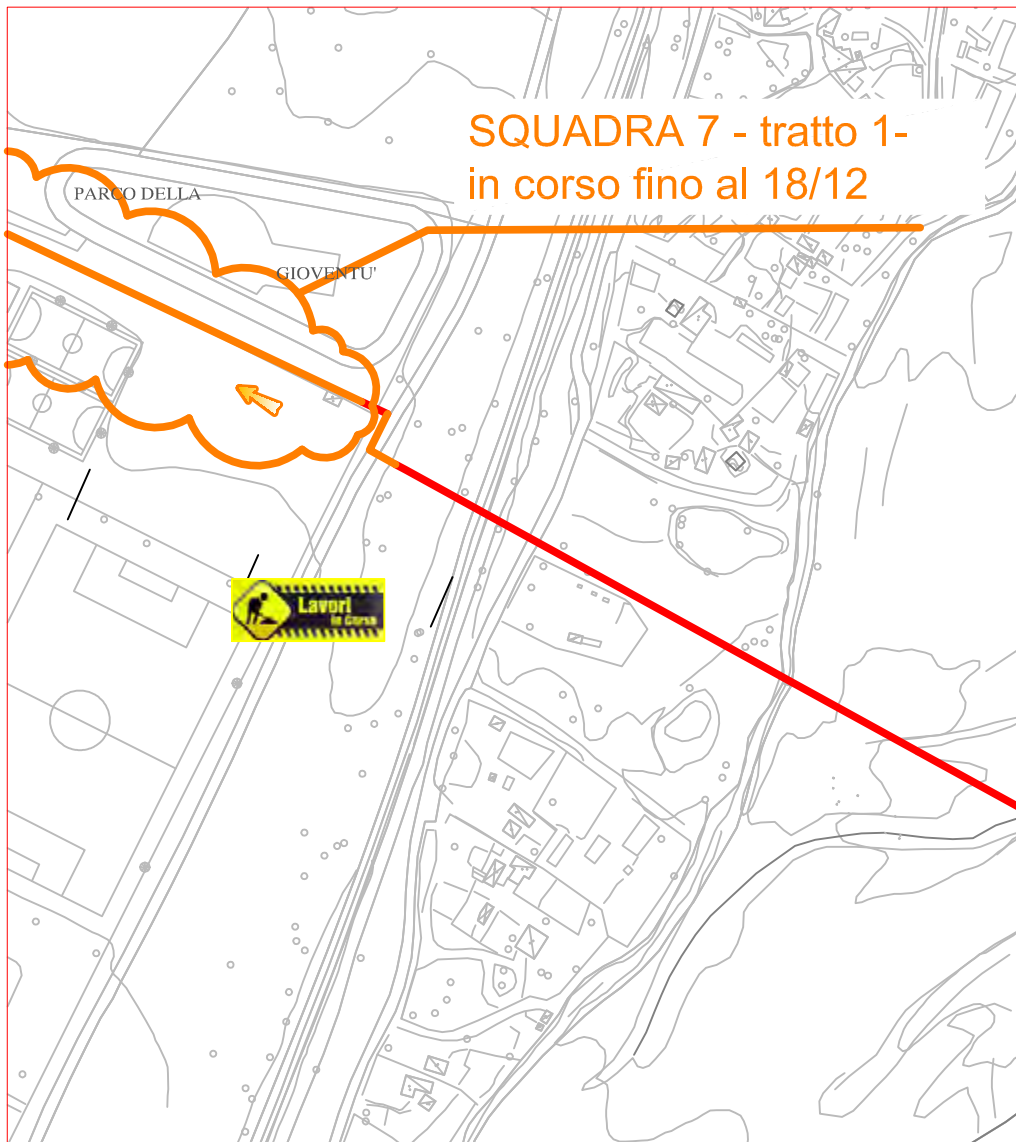 SQUADRA 7 - tratto 1-
in corso fino al 18/12
PARCO DELLA
GIOVENTU'
Lavori
in Corso